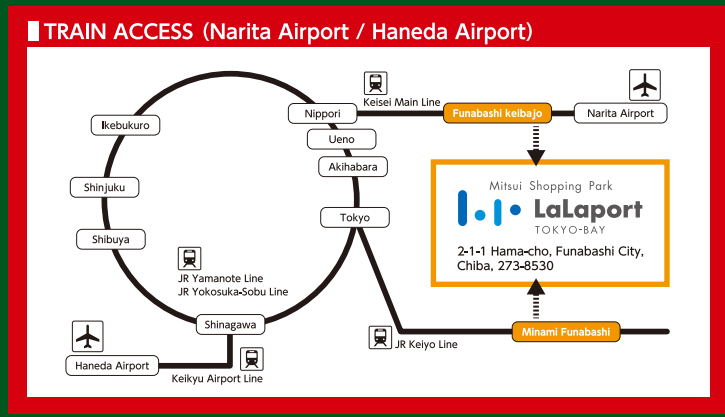 TRAIN ACCESS (Narita Airport / Haneda Airport)
Keisei Main Line
Nippori
Funabashi keibajo
Narita Airport
Ikebukuro
Ueno
Akihabara
Shinjuku
Tokyo
Shibuya
Mitsui Shopping Park
LaLaport
TOKYO-BAY
2-1-1 Hama-cho, Funabashi City,
Chiba, 273-8530
JR Yamanote Line
JR Yokosuka-Sobu Line
Shinagawa
Minami Funabashi
JR Keiyo Line
Haneda Airport
Keikyu Airport Line